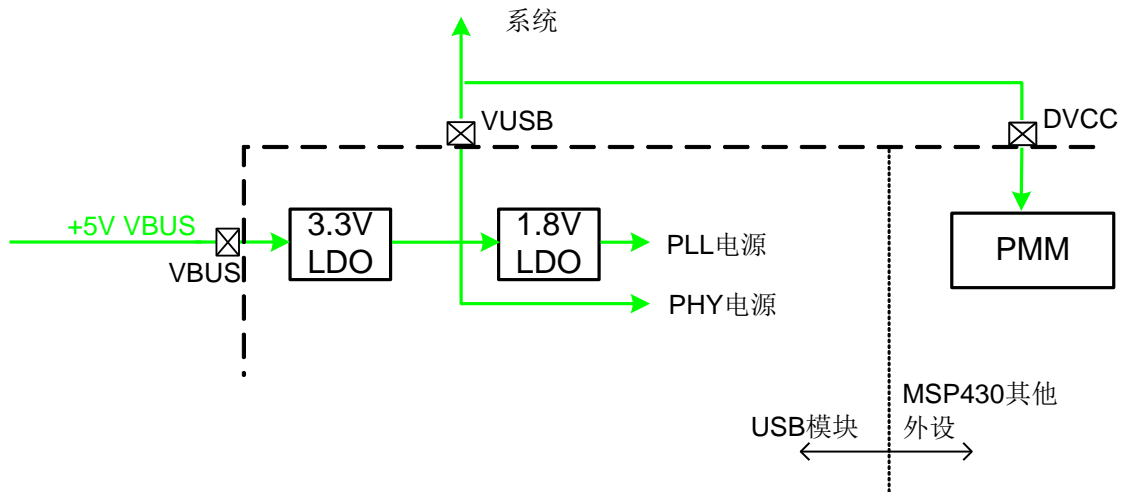 系统
VUSB
DVCC
+5V VBUS
VBUS
3.3V
LDO
1.8V
LDO
PLL电源
PHY电源
PMM
USB模块
MSP430其他
外设